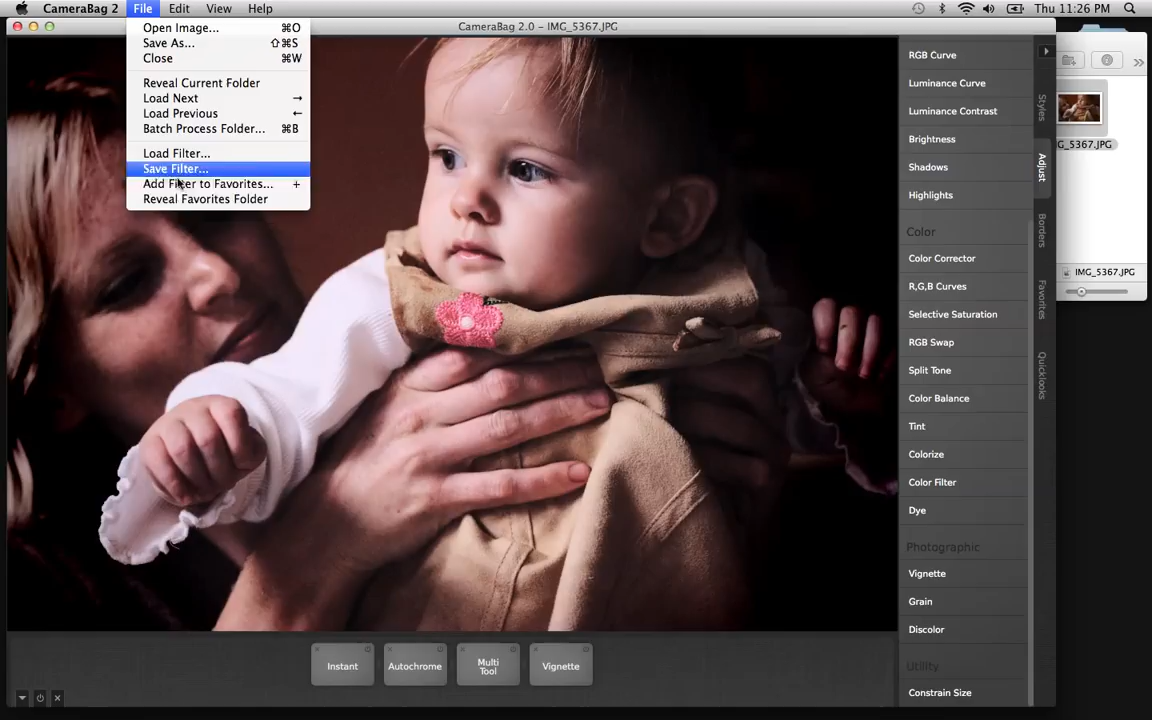 CameraBag 2 File Edit View Help Thu 11:26 PM
CameraBag 2.0 – IMG_5367.JPG
Open Image... ⌘O
Save As... ⇧⌘S
Close ⌘W
Reveal Current Folder
Load Next →
Load Previous ←
Batch Process Folder... ⌘B
Load Filter...
Save Filter...
Add Filter to Favorites... +
Reveal Favorites Folder
RGB Curve
Luminance Curve
Luminance Contrast
Brightness
Shadows
Highlights
Color
Color Corrector
R,G,B Curves
Selective Saturation
RGB Swap
Split Tone
Color Balance
Tint
Colorize
Color Filter
Dye
Photographic
Vignette
Grain
Discolor
Utility
Constrain Size
Styles
Adjust
Borders
Favorites
Quicklooks
G_5367.JPG
IMG_5367.JPG
Instant
Autochrome
Multi
Tool
Vignette